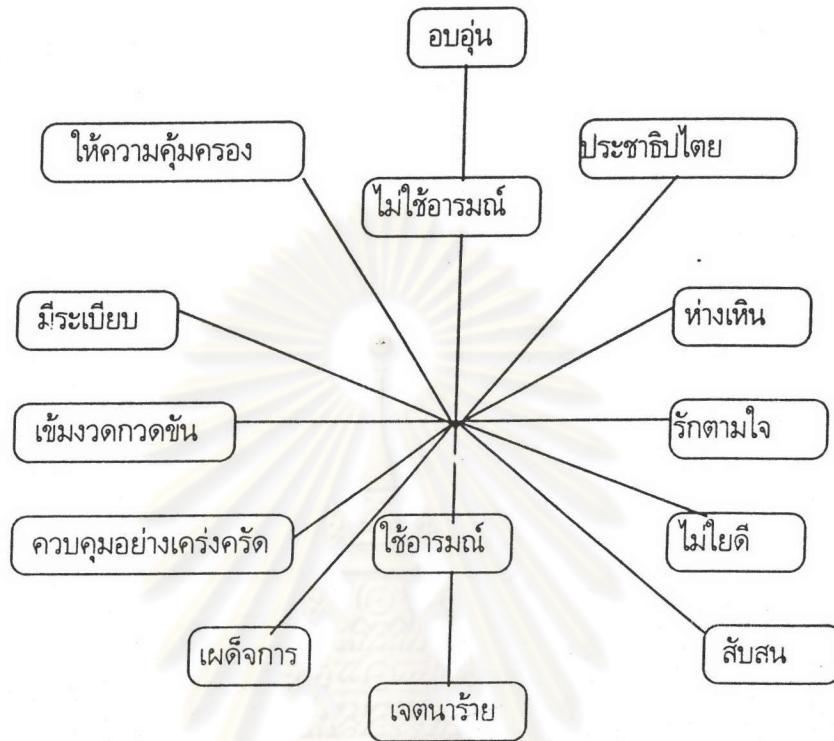 อบอุ่น
ให้ความคุ้มครอง
ประชาธิปไตย
ไม่ใช้อารมณ์
มีระเบียบ
ห่างเหิน
เข้มงวดกวดขัน
รักตามใจ
ควบคุมอย่างเคร่งครัด
ใช้อารมณ์
ไม่ใยดี
เผด็จการ
สับสน
เจตนาร้าย